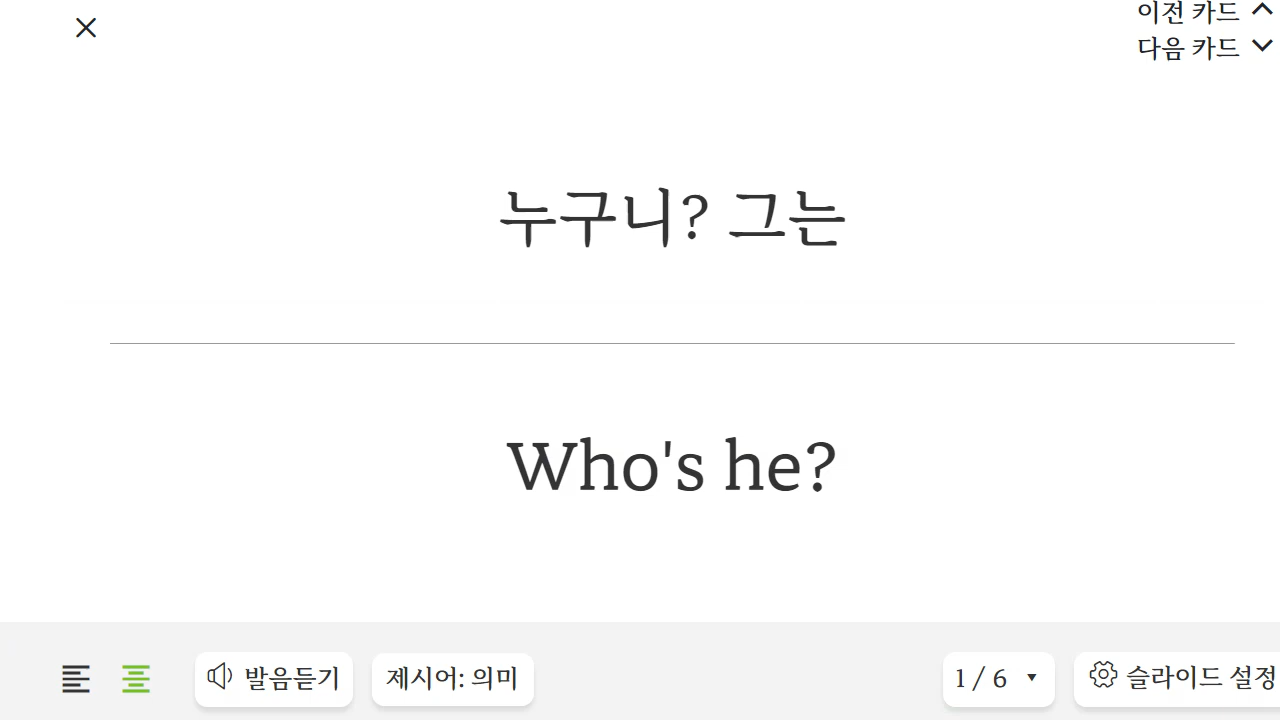 이전 카드
다음 카드
누구니? 그는
Who's he?
발음듣기 제시어: 의미 1 / 6 슬라이드 설정